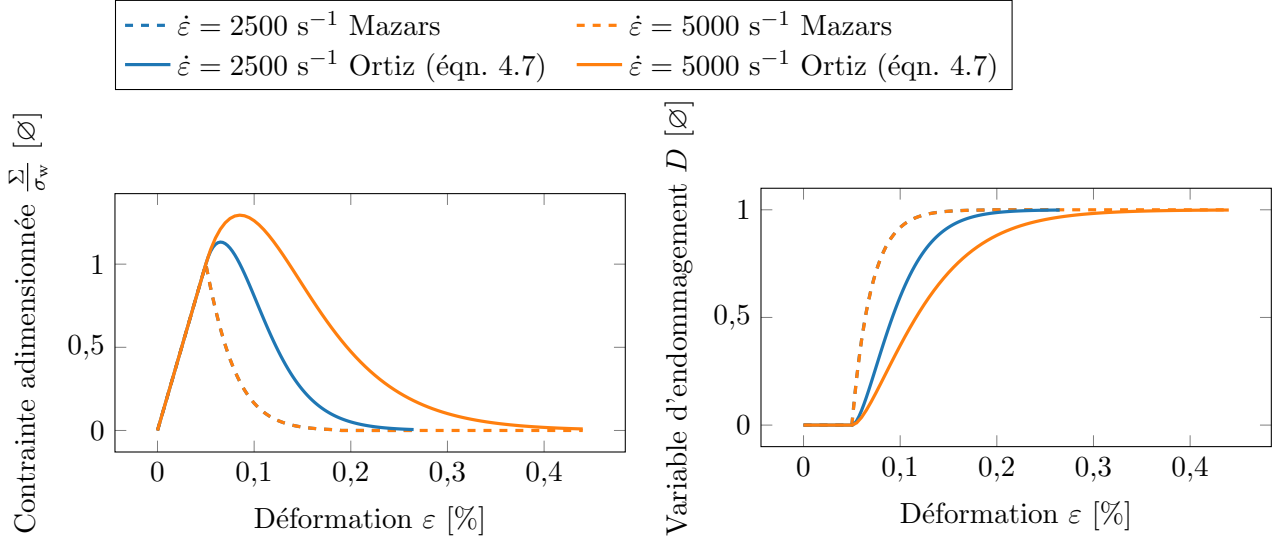 ε̇ = 2500 s⁻¹ Mazars
ε̇ = 5000 s⁻¹ Mazars
ε̇ = 2500 s⁻¹ Ortiz (éqn. 4.7)
ε̇ = 5000 s⁻¹ Ortiz (éqn. 4.7)
Contrainte adimensionnée Σ/σ_w [∅]
1
0,5
0
0 0,1 0,2 0,3 0,4
Déformation ε [%]
Variable d'endommagement D [∅]
1
0,5
0
0 0,1 0,2 0,3 0,4
Déformation ε [%]